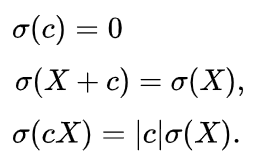 σ(c) = 0
σ(X + c) = σ(X),
σ(cX) = |c|σ(X).